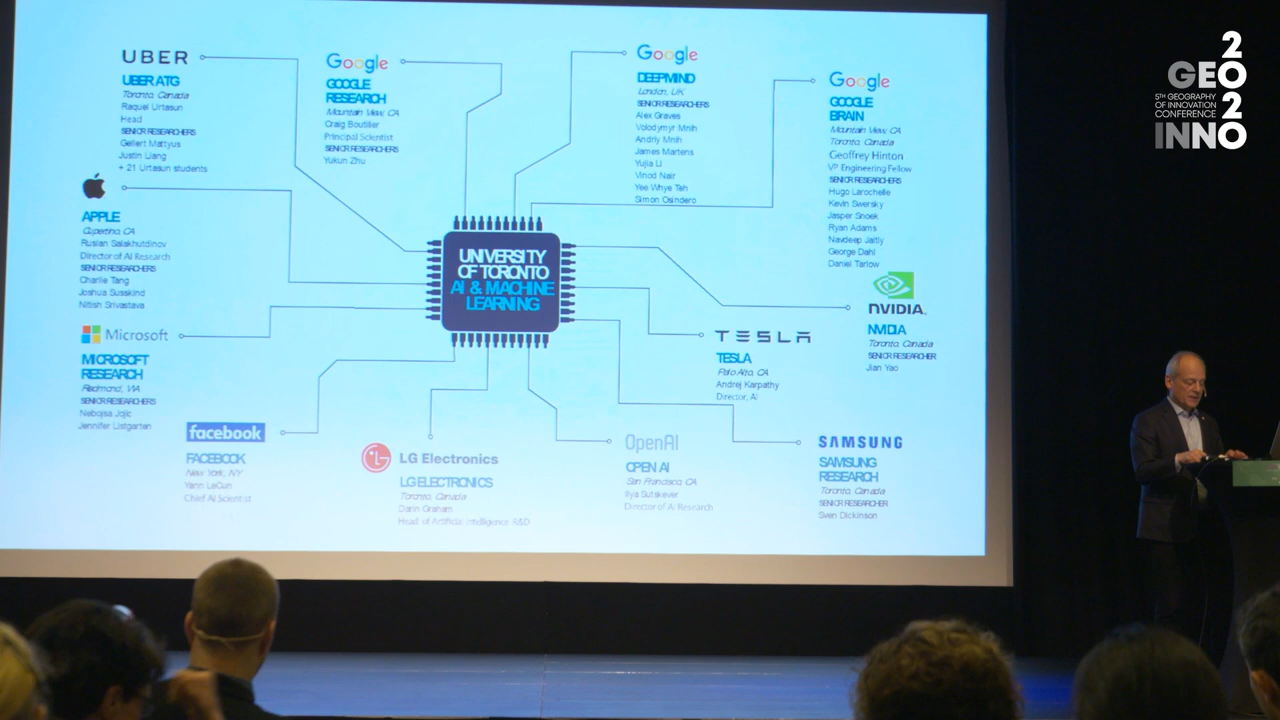 UBER
UBER ATG
Toronto, Canada
Raquel Urtasun
Head
SENIOR RESEARCHERS
Gellert Mattyus
Justin Liang
+ 21 Urtasun students
Google
GOOGLE
RESEARCH
Mountain View, CA
Craig Boutilier
Principal Scientist
SENIOR RESEARCHERS
Yukun Zhu
Google
DEEPMIND
London, UK
SENIOR RESEARCHERS
Alex Graves
Volodymyr Mnih
Andriy Mnih
James Martens
Yujia Li
Vinod Nair
Yee Whye Teh
Simon Osindero
Google
GOOGLE
BRAIN
Mountain View, CA
Toronto, Canada
Geoffrey Hinton
VP Engineering Fellow
SENIOR RESEARCHERS
Hugo Larochelle
Kevin Swersky
Jasper Snoek
Ryan Adams
Navdeep Jaitly
George Dahl
Daniel Tarlow
APPLE
Cupertino, CA
Ruslan Salakhutdinov
Director of AI Research
SENIOR RESEARCHERS
Charlie Tang
Joshua Susskind
Nitish Srivastava
UNIVERSITY
OF TORONTO
AI & MACHINE
LEARNING
NVIDIA.
NVIDIA
Toronto, Canada
SENIOR RESEARCHER
Jian Yao
Microsoft
MICROSOFT
RESEARCH
Redmond, WA
SENIOR RESEARCHERS
Nebojsa Jojic
Jennifer Listgarten
TESLA
TESLA
Palo Alto, CA
Andrej Karpathy
Director, AI
facebook
FACEBOOK
New York, NY
Yann LeCun
Chief AI Scientist
LG Electronics
LG ELECTRONICS
Toronto, Canada
Darin Graham
Head of Artificial Intelligence R&D
OpenAI
OPEN AI
San Francisco, CA
Ilya Sutskever
Director of AI Research
SAMSUNG
SAMSUNG
RESEARCH
Toronto, Canada
SENIOR RESEARCHER
Sven Dickinson
2
GEO
5TH GEOGRAPHY
OF INNOVATION
CONFERENCE
2
INNO